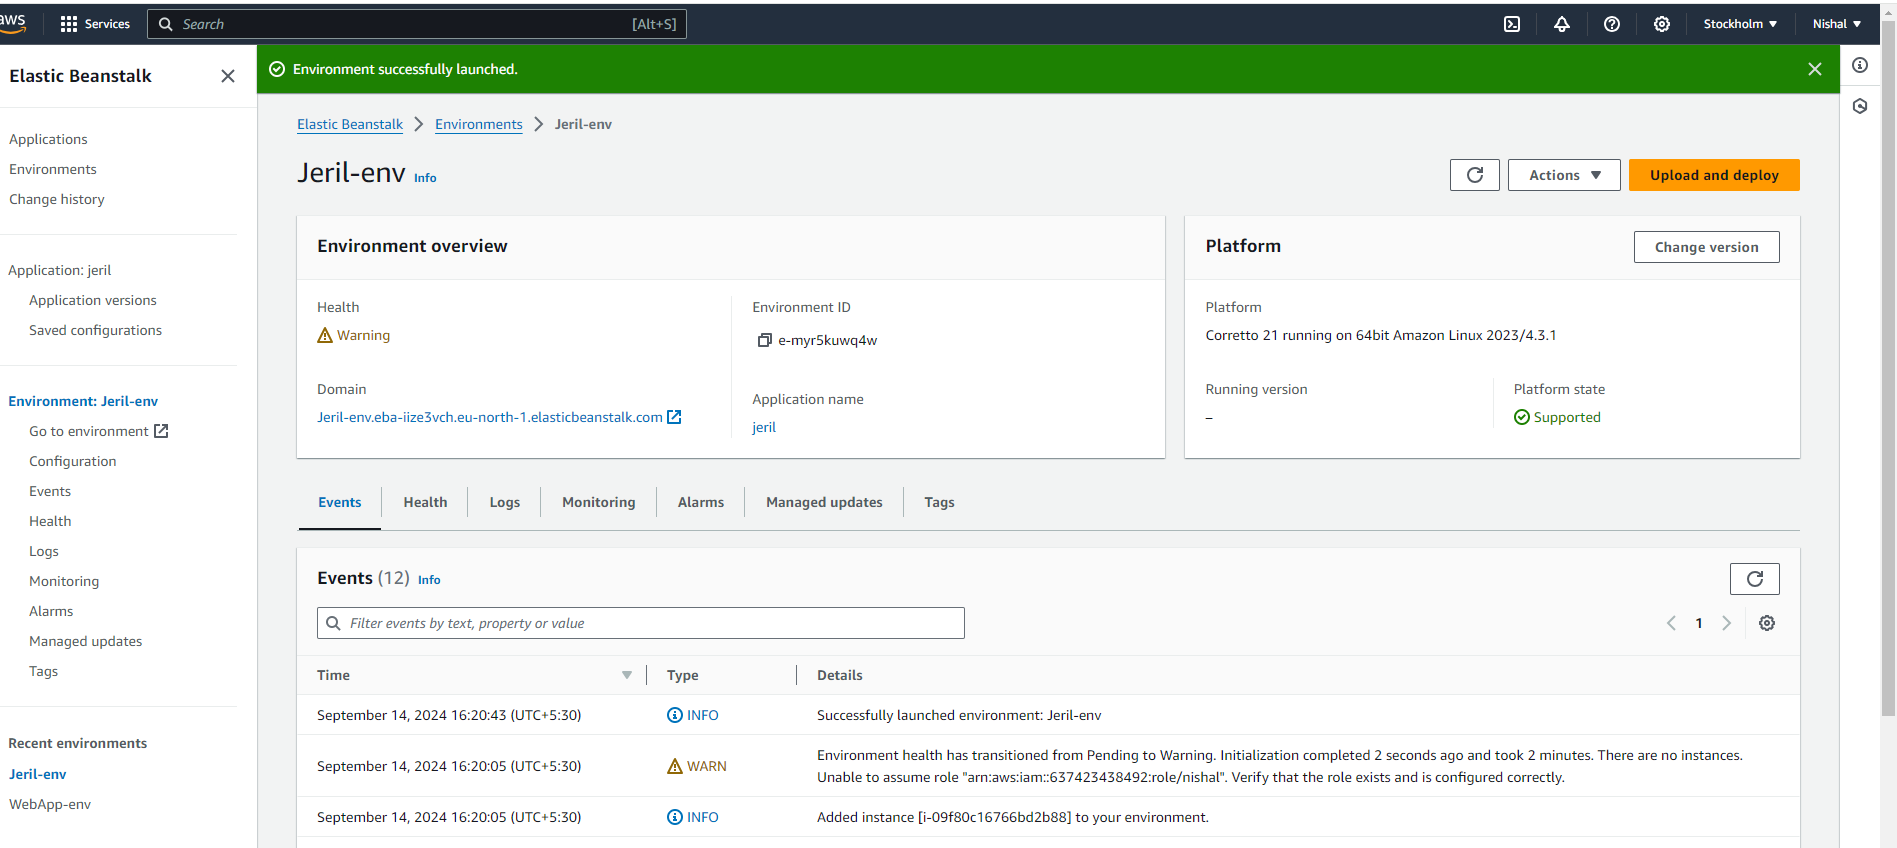 aws
Services
Search
[Alt+S]
Stockholm
Nishal
Elastic Beanstalk
Applications
Environments
Change history
Application: jeril
Application versions
Saved configurations
Environment: Jeril-env
Go to environment
Configuration
Events
Health
Logs
Monitoring
Alarms
Managed updates
Tags
Recent environments
Jeril-env
WebApp-env
Environment successfully launched.
Elastic Beanstalk
Environments
Jeril-env
Jeril-env Info
Actions
Upload and deploy
Environment overview
Health
Warning
Domain
Jeril-env.eba-iize3vch.eu-north-1.elasticbeanstalk.com
Environment ID
e-myr5kuwq4w
Application name
jeril
Platform
Change version
Platform
Corretto 21 running on 64bit Amazon Linux 2023/4.3.1
Running version
–
Platform state
Supported
Events
Health
Logs
Monitoring
Alarms
Managed updates
Tags
Events (12) Info
Filter events by text, property or value
1
Time
Type
Details
September 14, 2024 16:20:43 (UTC+5:30)
INFO
Successfully launched environment: Jeril-env
September 14, 2024 16:20:05 (UTC+5:30)
WARN
Environment health has transitioned from Pending to Warning. Initialization completed 2 seconds ago and took 2 minutes. There are no instances.
Unable to assume role "arn:aws:iam::637423438492:role/nishal". Verify that the role exists and is configured correctly.
September 14, 2024 16:20:05 (UTC+5:30)
INFO
Added instance [i-09f80c16766bd2b88] to your environment.